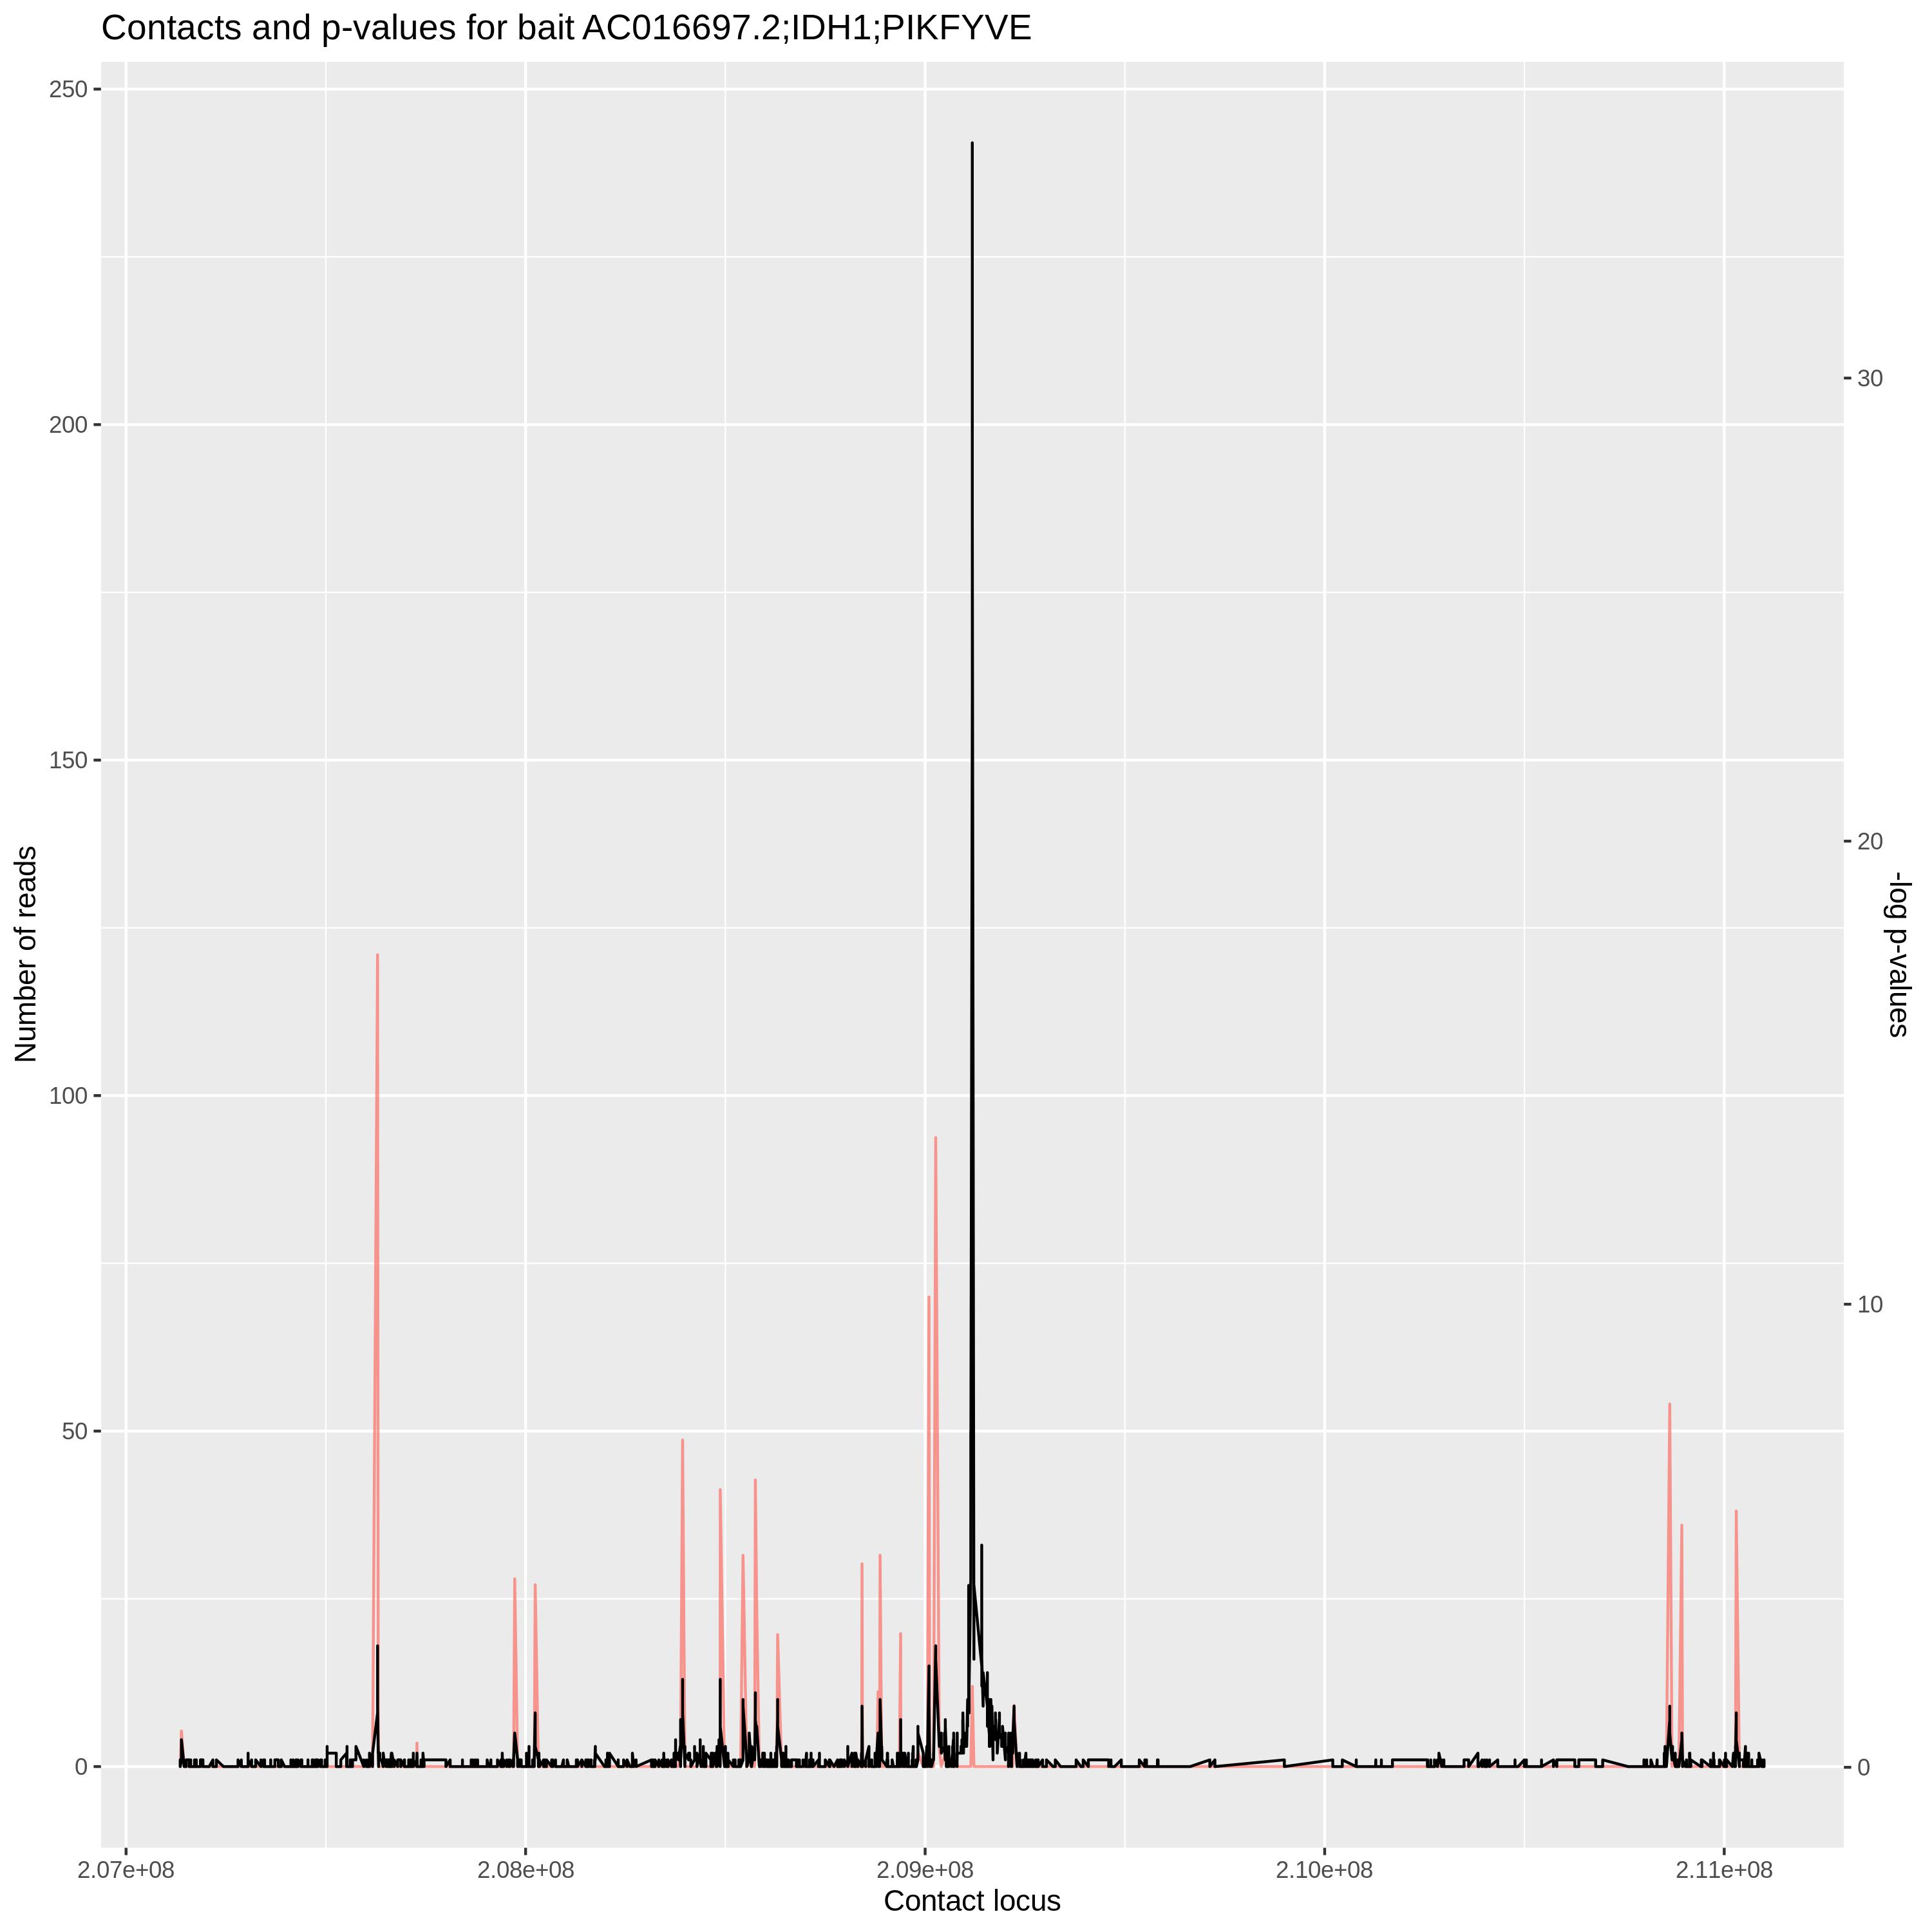 Contacts and p-values for bait AC016697.2;IDH1;PIKFYVE
250
200
150
100
50
0
Number of reads
30
20
10
0
-log p-values
2.07e+08
2.08e+08
2.09e+08
2.10e+08
2.11e+08
Contact locus